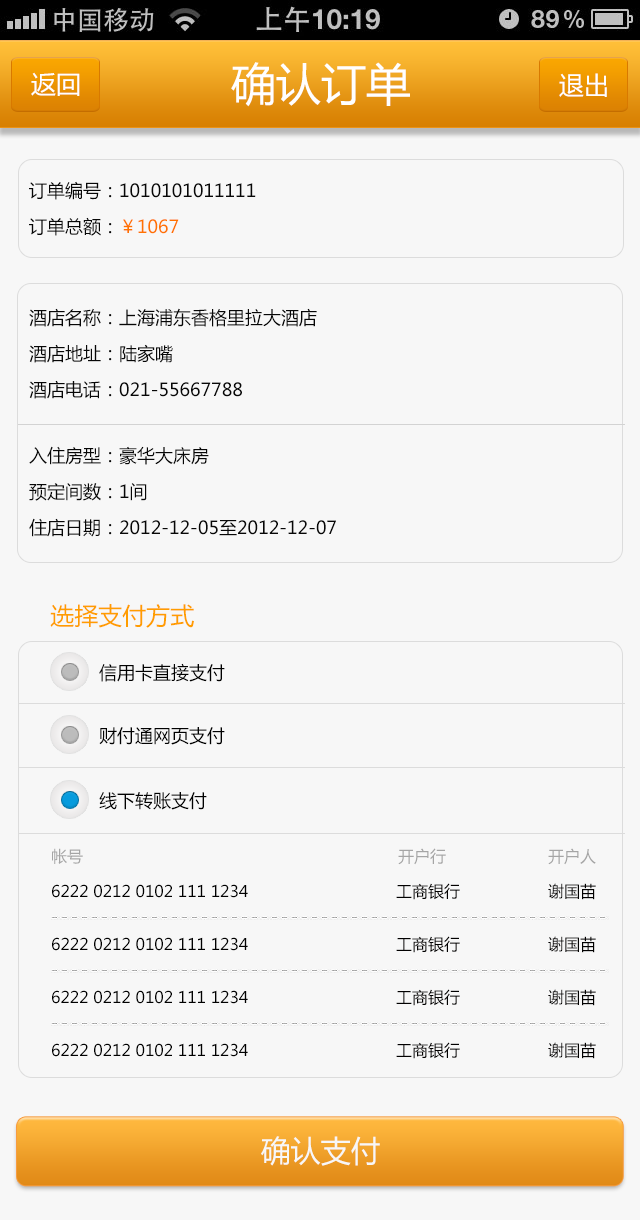 中国移动 上午10:19 89%
返回 确认订单 退出
订单编号：1010101011111
订单总额：￥1067
酒店名称：上海浦东香格里拉大酒店
酒店地址：陆家嘴
酒店电话：021-55667788
入住房型：豪华大床房
预定间数：1间
住店日期：2012-12-05至2012-12-07
选择支付方式
信用卡直接支付
财付通网页支付
线下转账支付
帐号 开户行 开户人
6222 0212 0102 111 1234 工商银行 谢国苗
6222 0212 0102 111 1234 工商银行 谢国苗
6222 0212 0102 111 1234 工商银行 谢国苗
6222 0212 0102 111 1234 工商银行 谢国苗
确认支付